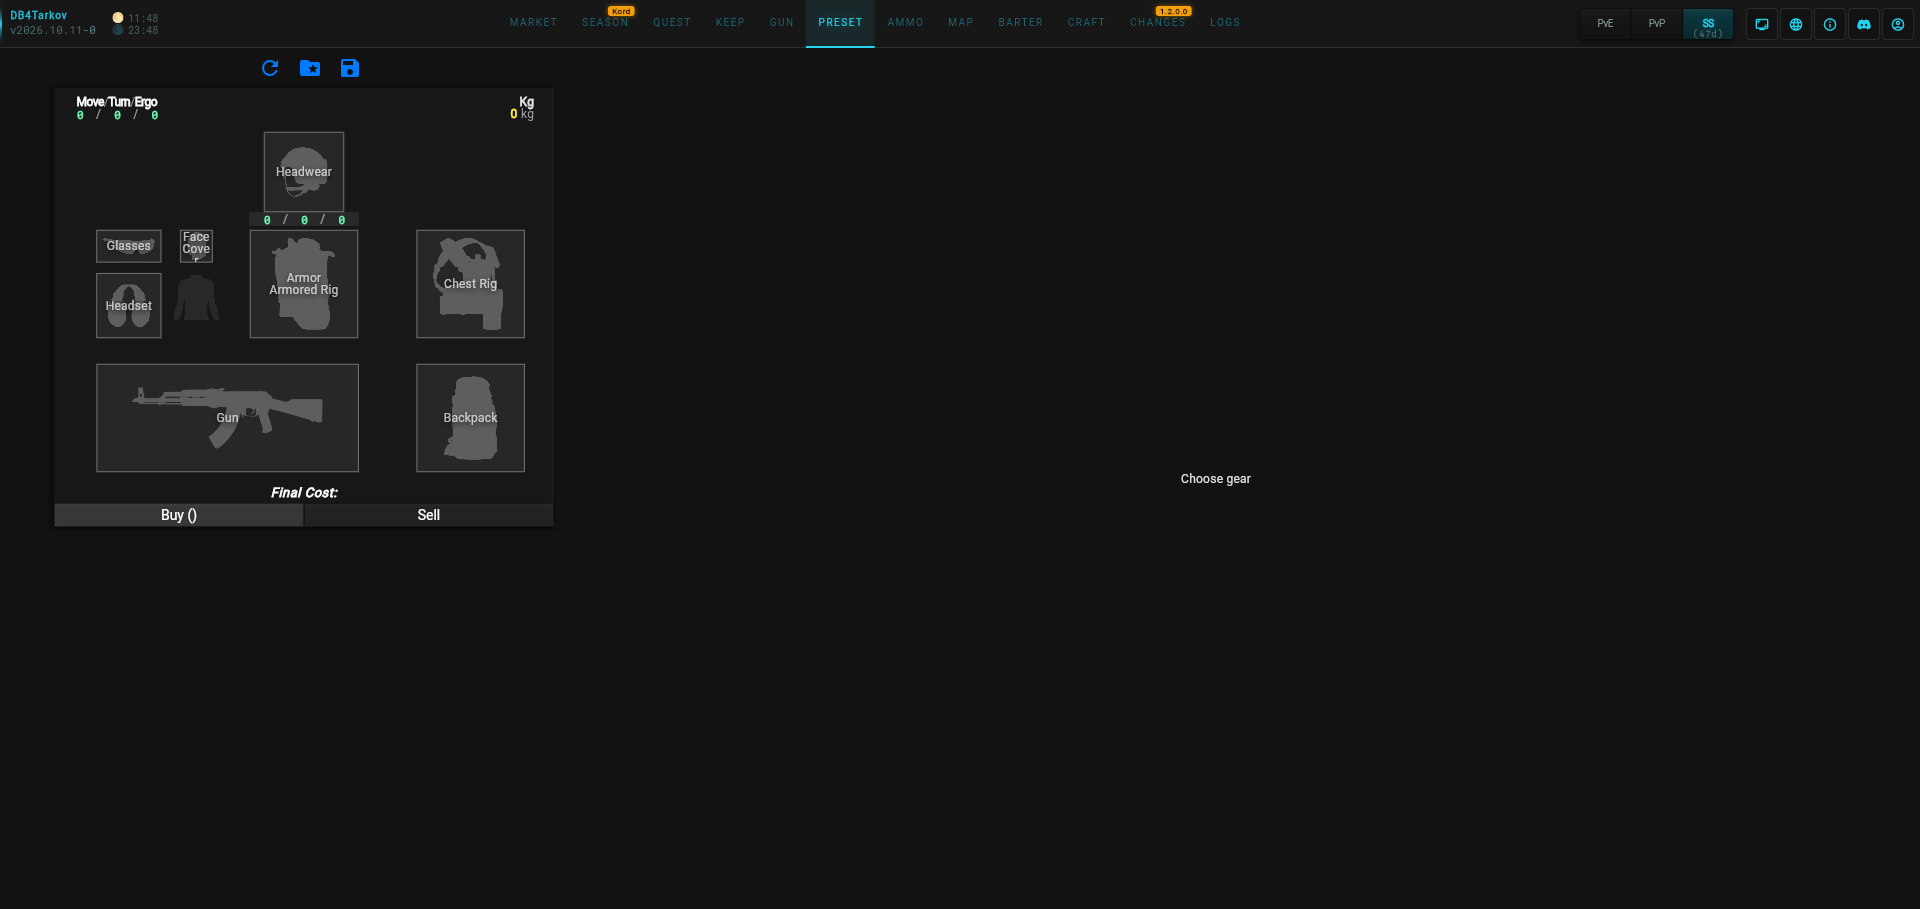 DB4Tarkov
v2026.10.11-0
11:48
23:48
MARKET
SEASON
Kord
QUEST
KEEP
GUN
PRESET
AMMO
MAP
BARTER
CRAFT
CHANGES
1.2.0.0
LOGS
PvE
PvP
SS
(47d)
Move/Turn/Ergo
0 / 0 / 0
Kg
0 kg
Headwear
0 / 0 / 0
Glasses
Face
Cove
Headset
Armor
Armored Rig
Chest Rig
Gun
Backpack
Final Cost:
Buy ()
Sell
Choose gear